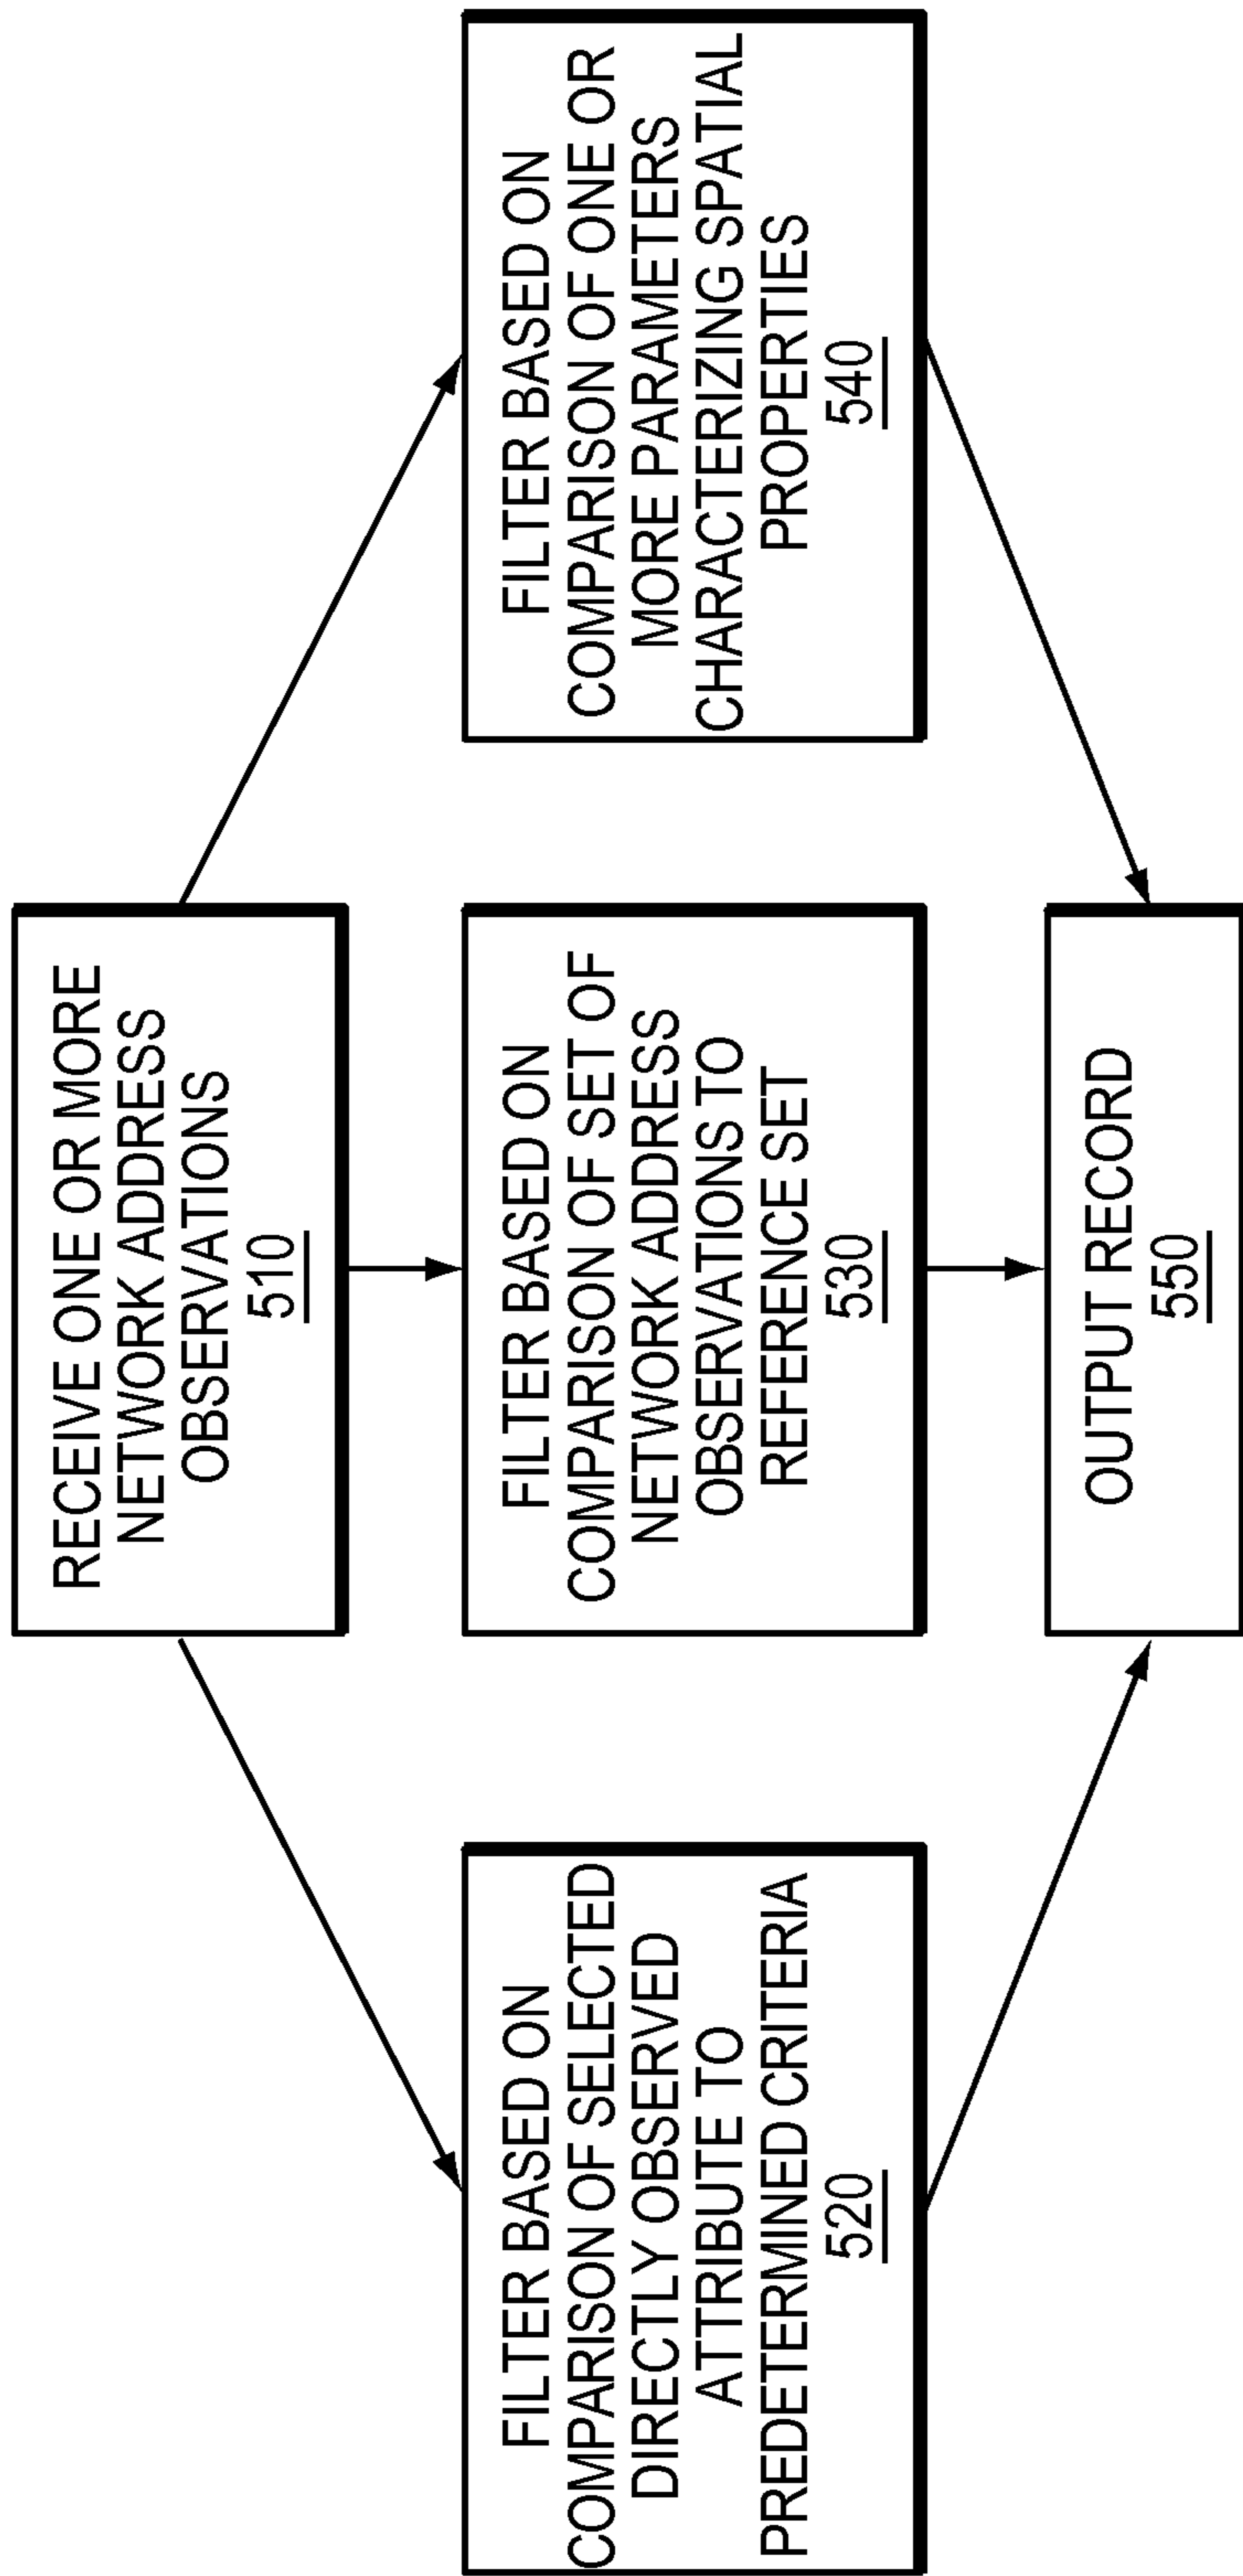 RECEIVE ONE OR MORE
NETWORK ADDRESS
OBSERVATIONS
510
FILTER BASED ON
COMPARISON OF SELECTED
DIRECTLY OBSERVED
ATTRIBUTE TO
PREDETERMINED CRITERIA
520
FILTER BASED ON
COMPARISON OF SET OF
NETWORK ADDRESS
OBSERVATIONS TO
REFERENCE SET
530
FILTER BASED ON
COMPARISON OF ONE OR
MORE PARAMETERS
CHARACTERIZING SPATIAL
PROPERTIES
540
OUTPUT RECORD
550